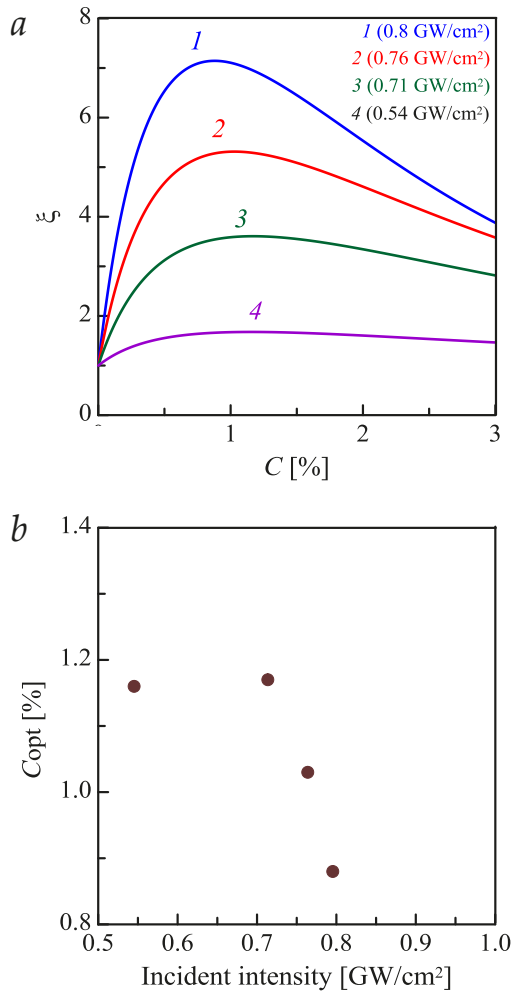 a
8
6
4
2
0
ξ
1
2
3
4
1 (0.8 GW/cm²)
2 (0.76 GW/cm²)
3 (0.71 GW/cm²)
4 (0.54 GW/cm²)
1
2
3
C [%]
b
1.4
1.2
1.0
0.8
Copt [%]
0.5 0.6 0.7 0.8 0.9 1.0
Incident intensity [GW/cm²]